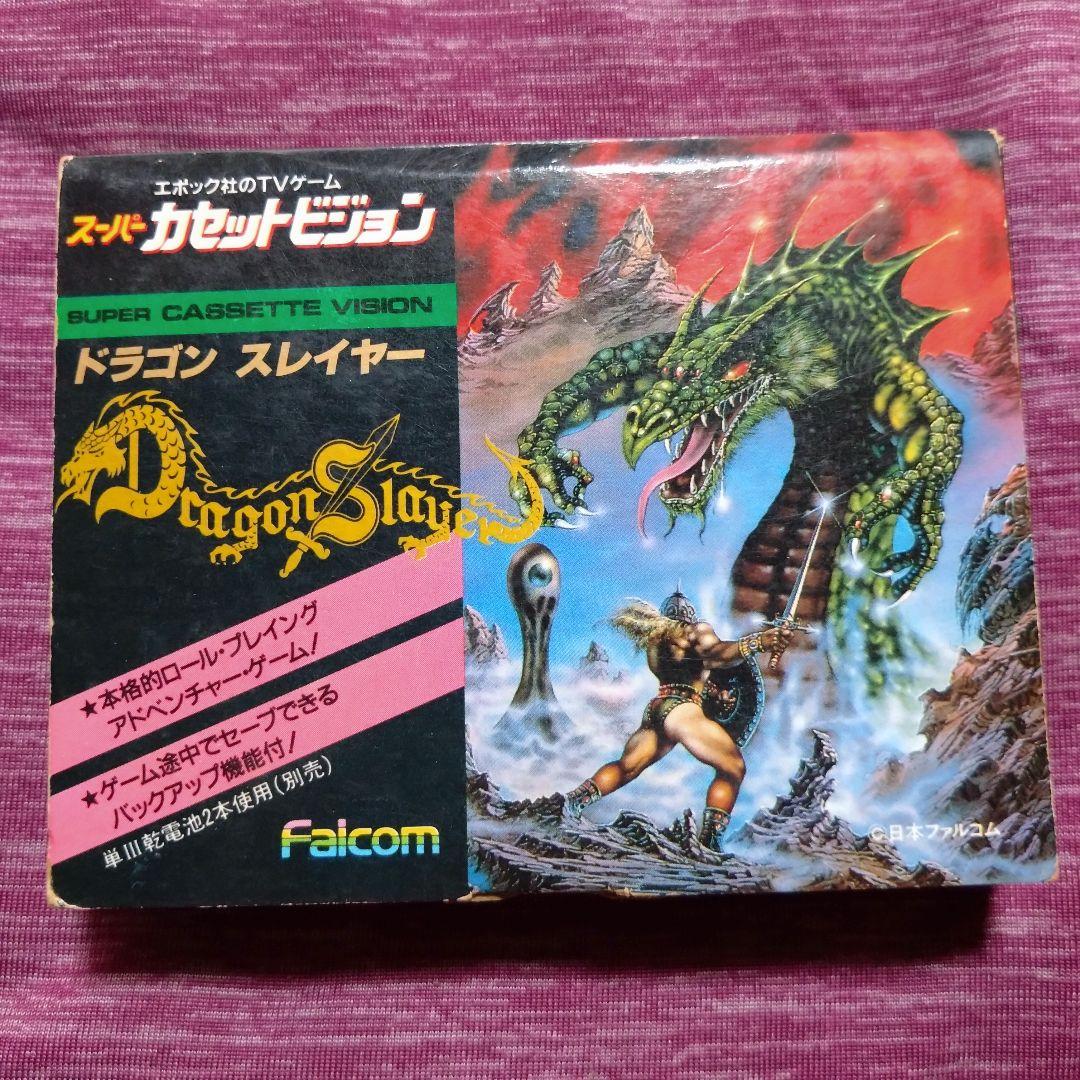 エポック社のTVゲーム
スーパー カセットビジョン
SUPER CASSETTE VISION
ドラゴン スレイヤー
Dragon Slayer
★本格的ロール・プレイング
アドベンチャー・ゲーム!
★ゲーム途中でセーブできる
バックアップ機能付!
単III乾電池2本使用(別売)
Falcom
©日本ファルコム